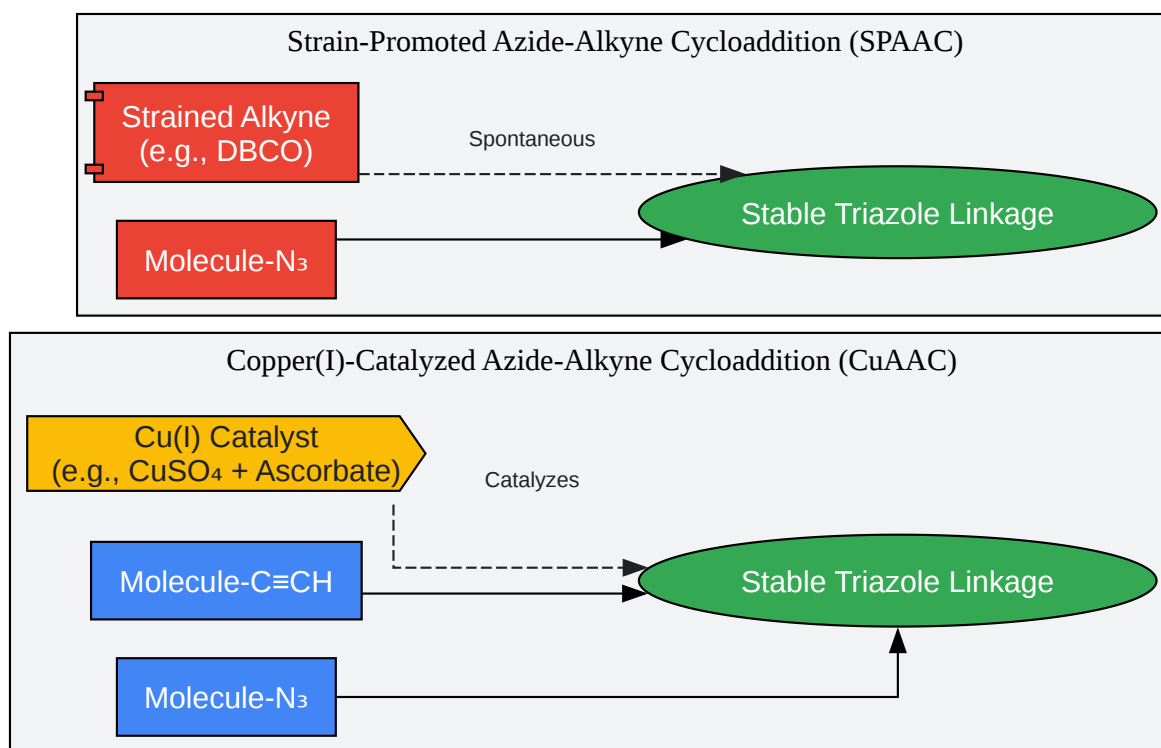 Strain-Promoted Azide-Alkyne Cycloaddition (SPAAC)
Strained Alkyne
(e.g., DBCO)
Spontaneous
Stable Triazole Linkage
Molecule-N₃
Copper(I)-Catalyzed Azide-Alkyne Cycloaddition (CuAAC)
Cu(I) Catalyst
(e.g., CuSO₄ + Ascorbate)
Catalyzes
Molecule-C≡CH
Stable Triazole Linkage
Molecule-N₃